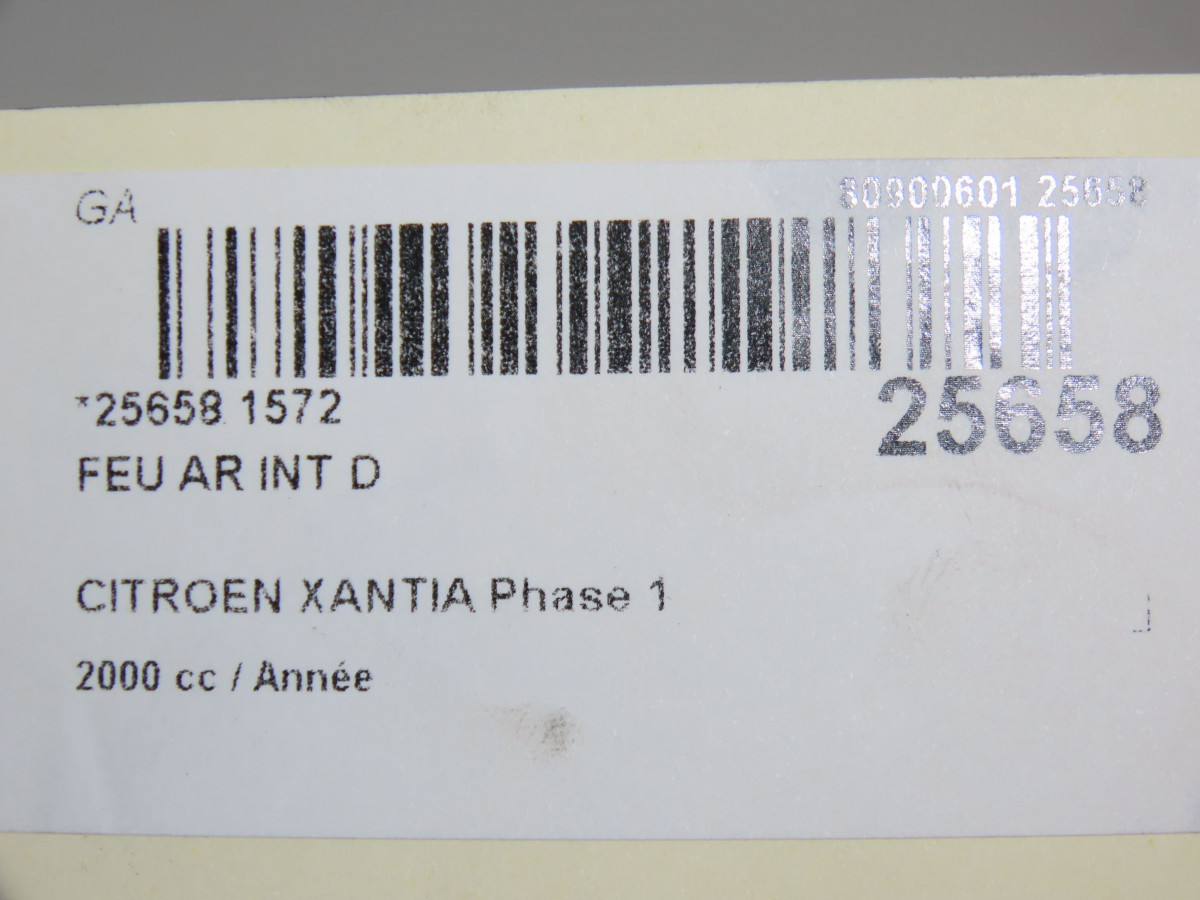 GA
80900601 25658
*25658 1572
25658
FEU AR INT D
CITROEN XANTIA Phase 1
2000 cc / Année